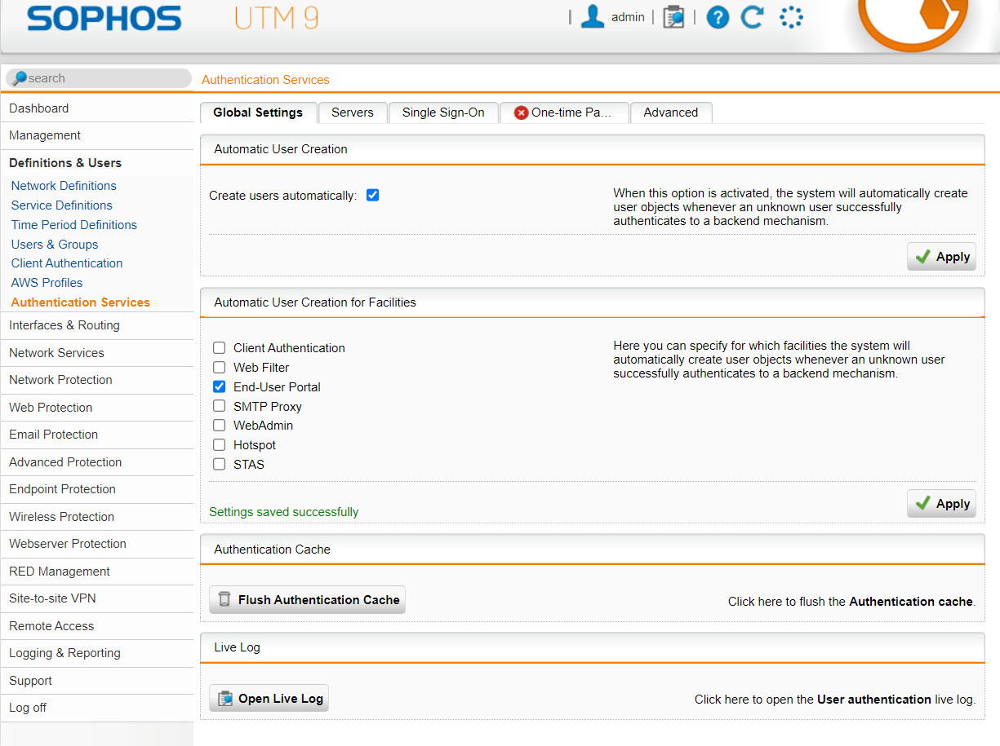 SOPHOS UTM 9
| admin | |
search
Authentication Services
Dashboard
Management
Definitions & Users
Network Definitions
Service Definitions
Time Period Definitions
Users & Groups
Client Authentication
AWS Profiles
Authentication Services
Interfaces & Routing
Network Services
Network Protection
Web Protection
Email Protection
Advanced Protection
Endpoint Protection
Wireless Protection
Webserver Protection
RED Management
Site-to-site VPN
Remote Access
Logging & Reporting
Support
Log off
Global Settings Servers Single Sign-On One-time Pa... Advanced
Automatic User Creation
Create users automatically:
When this option is activated, the system will automatically create
user objects whenever an unknown user successfully
authenticates to a backend mechanism.
Apply
Automatic User Creation for Facilities
Client Authentication
Web Filter
End-User Portal
SMTP Proxy
WebAdmin
Hotspot
STAS
Here you can specify for which facilities the system will
automatically create user objects whenever an unknown user
successfully authenticates to a backend mechanism.
Settings saved successfully
Apply
Authentication Cache
Flush Authentication Cache
Click here to flush the Authentication cache.
Live Log
Open Live Log
Click here to open the User authentication live log.